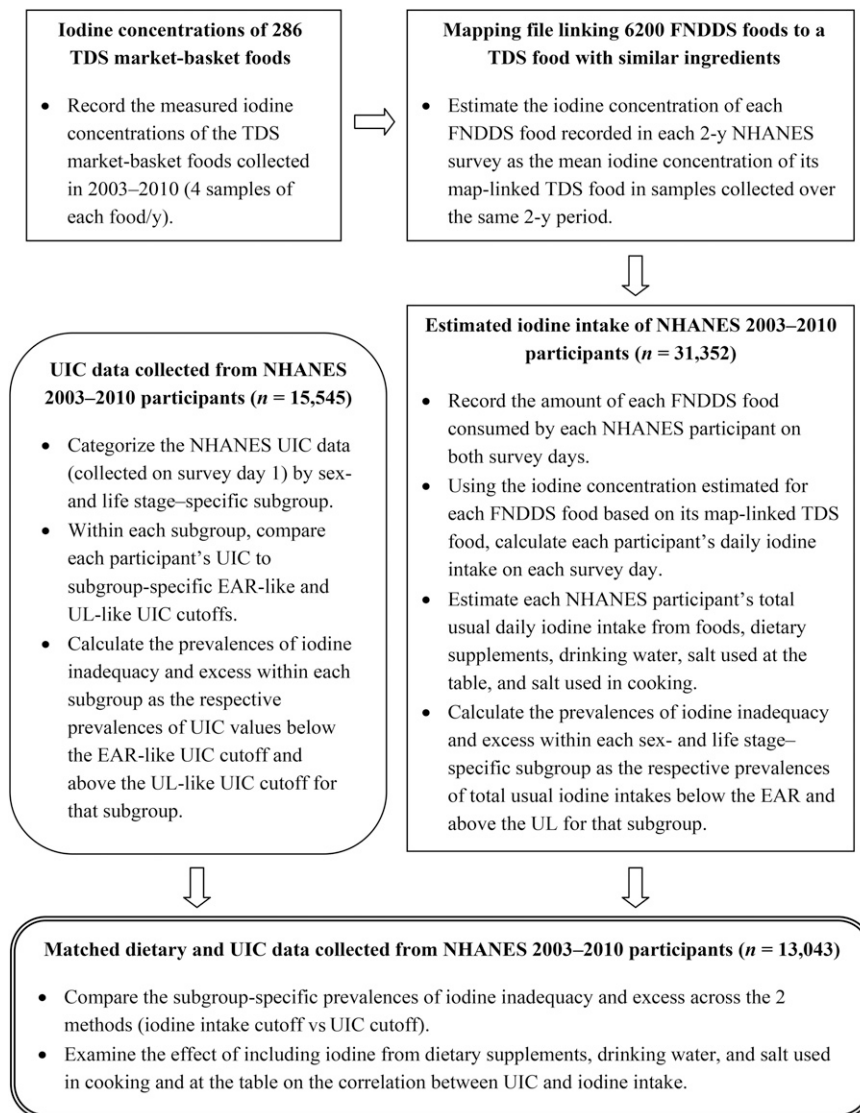 Iodine concentrations of 286
TDS market-basket foods
• Record the measured iodine
concentrations of the TDS
market-basket foods collected
in 2003–2010 (4 samples of
each food/y).
Mapping file linking 6200 FNDDS foods to a
TDS food with similar ingredients
• Estimate the iodine concentration of each
FNDDS food recorded in each 2-y NHANES
survey as the mean iodine concentration of its
map-linked TDS food in samples collected over
the same 2-y period.
UIC data collected from NHANES
2003–2010 participants (n = 15,545)
• Categorize the NHANES UIC data
(collected on survey day 1) by sex-
and life stage–specific subgroup.
• Within each subgroup, compare
each participant’s UIC to
subgroup-specific EAR-like and
UL-like UIC cutoffs.
• Calculate the prevalences of iodine
inadequacy and excess within each
subgroup as the respective
prevalences of UIC values below
the EAR-like UIC cutoff and
above the UL-like UIC cutoff for
that subgroup.
Estimated iodine intake of NHANES 2003–2010
participants (n = 31,352)
• Record the amount of each FNDDS food
consumed by each NHANES participant on
both survey days.
• Using the iodine concentration estimated for
each FNDDS food based on its map-linked TDS
food, calculate each participant’s daily iodine
intake on each survey day.
• Estimate each NHANES participant’s total
usual daily iodine intake from foods, dietary
supplements, drinking water, salt used at the
table, and salt used in cooking.
• Calculate the prevalences of iodine inadequacy
and excess within each sex- and life stage–
specific subgroup as the respective prevalences
of total usual iodine intakes below the EAR and
above the UL for that subgroup.
Matched dietary and UIC data collected from NHANES 2003–2010 participants (n = 13,043)
• Compare the subgroup-specific prevalences of iodine inadequacy and excess across the 2
methods (iodine intake cutoff vs UIC cutoff).
• Examine the effect of including iodine from dietary supplements, drinking water, and salt used
in cooking and at the table on the correlation between UIC and iodine intake.